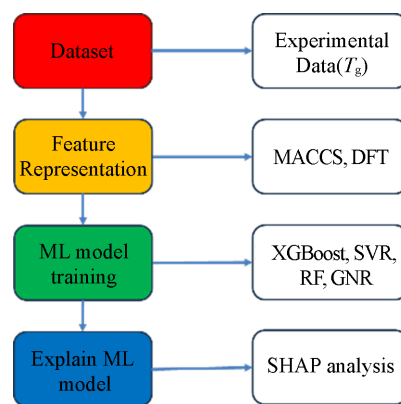 Dataset
Experimental
Data(Tg)
Feature
Representation
MACCS, DFT
ML model
training
XGBoost, SVR,
RF, GNR
Explain ML
model
SHAP analysis